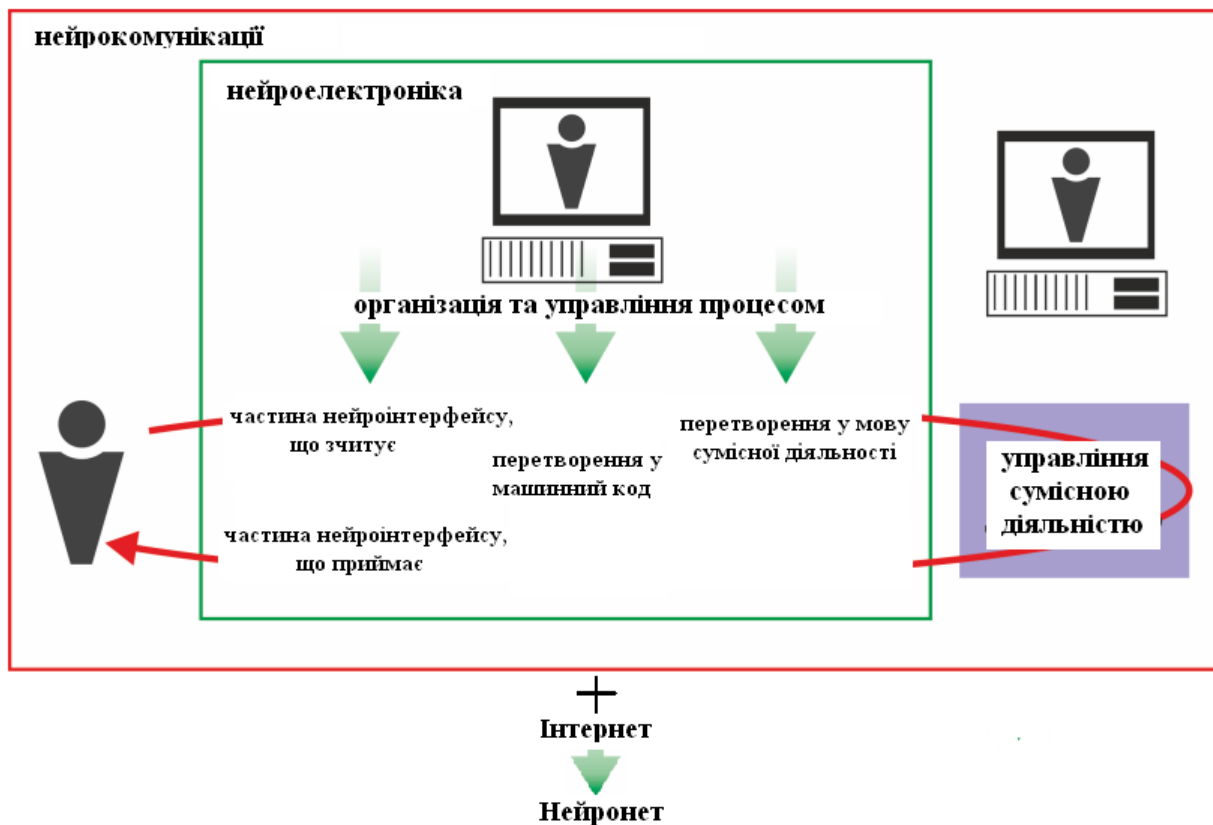 нейрокомунікації
нейроелектроніка
організація та управління процесом
частина нейроінтерфейсу,
що зчитує
перетворення у
машинний код
перетворення у мову
сумісної діяльності
управління
сумісною
діяльністю
частина нейроінтерфейсу,
що приймає
+
Інтернет
Нейронет